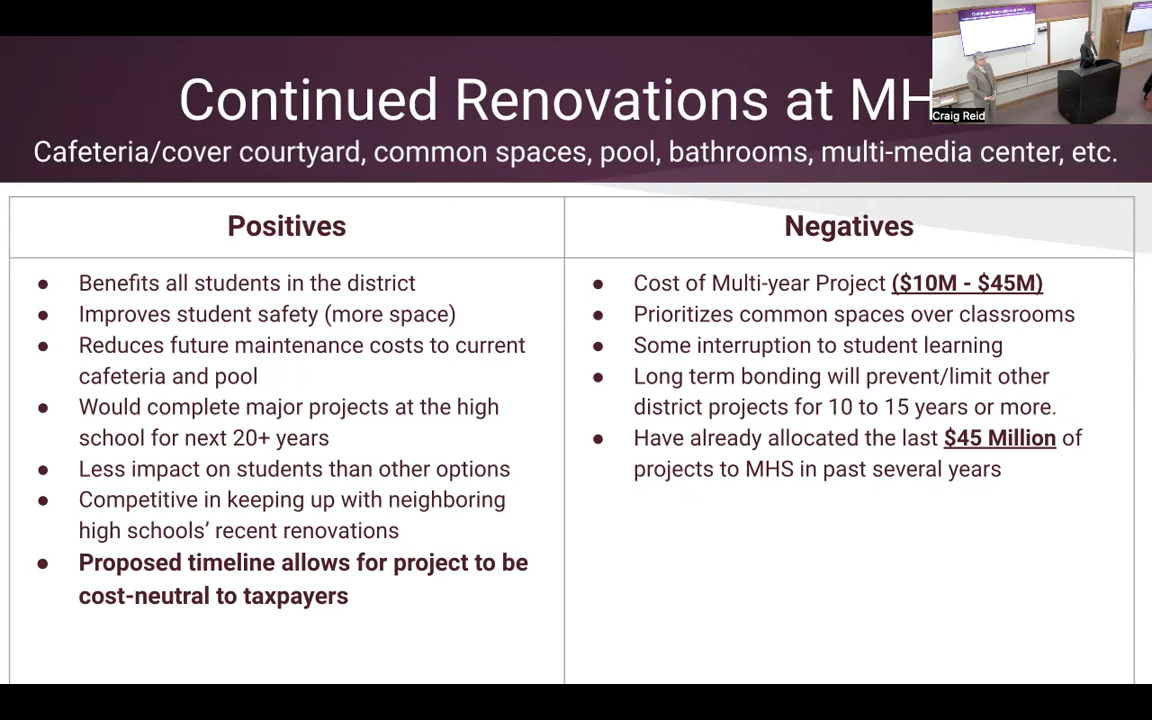 Continued Renovations at MH
Cafeteria/cover courtyard, common spaces, pool, bathrooms, multi-media center, etc.
Craig Reid
Positives
● Benefits all students in the district
● Improves student safety (more space)
● Reduces future maintenance costs to current
cafeteria and pool
● Would complete major projects at the high
school for next 20+ years
● Less impact on students than other options
● Competitive in keeping up with neighboring
high schools’ recent renovations
● Proposed timeline allows for project to be
cost-neutral to taxpayers
Negatives
● Cost of Multi-year Project ($10M - $45M)
● Prioritizes common spaces over classrooms
● Some interruption to student learning
● Long term bonding will prevent/limit other
district projects for 10 to 15 years or more.
● Have already allocated the last $45 Million of
projects to MHS in past several years